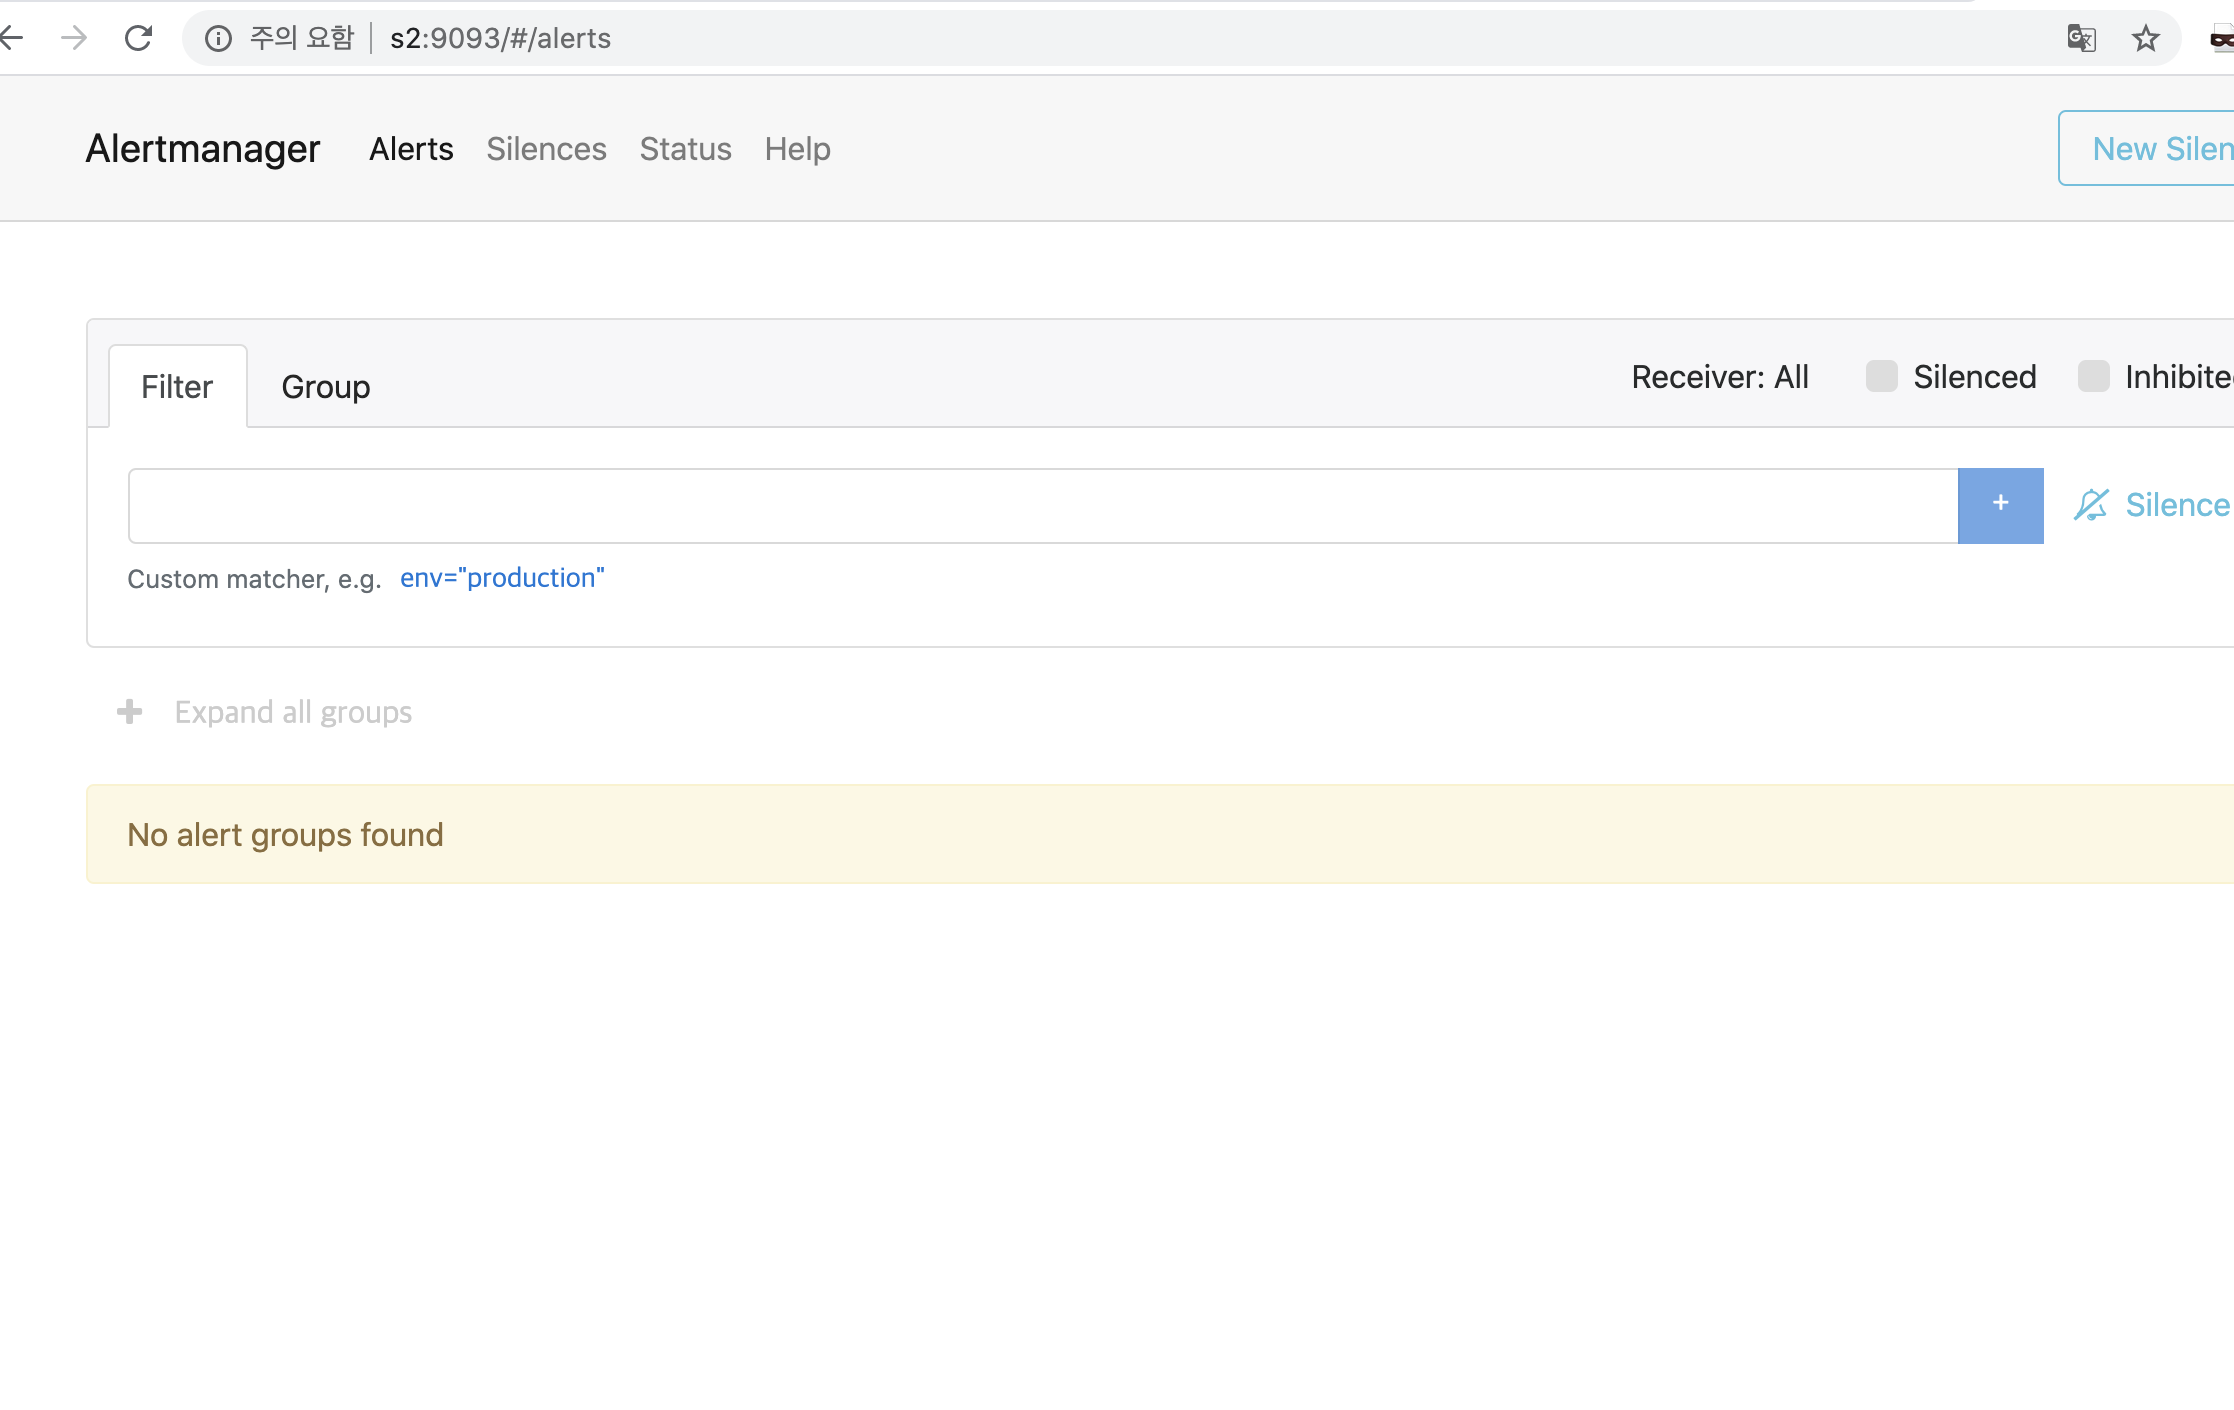 주의 요함 s2:9093/#/alerts
Alertmanager Alerts Silences Status Help New Silen
Filter Group Receiver: All Silenced Inhibited
+ Silence
Custom matcher, e.g. env="production"
+ Expand all groups
No alert groups found